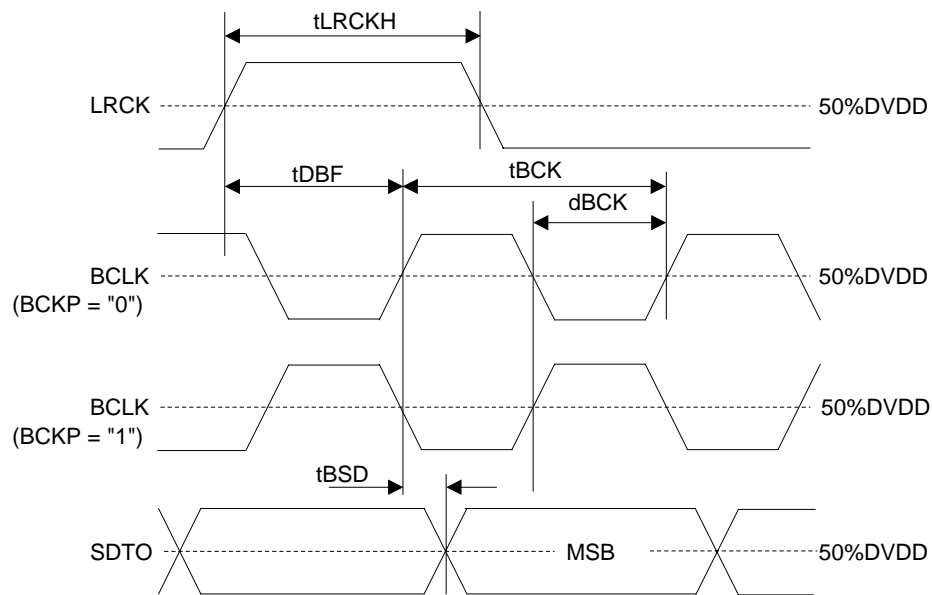 tLRCKH
LRCK
50%DVDD
tDBF
tBCK
dBCK
BCLK
(BCKP = "0")
50%DVDD
BCLK
(BCKP = "1")
50%DVDD
tBSD
SDTO
MSB
50%DVDD